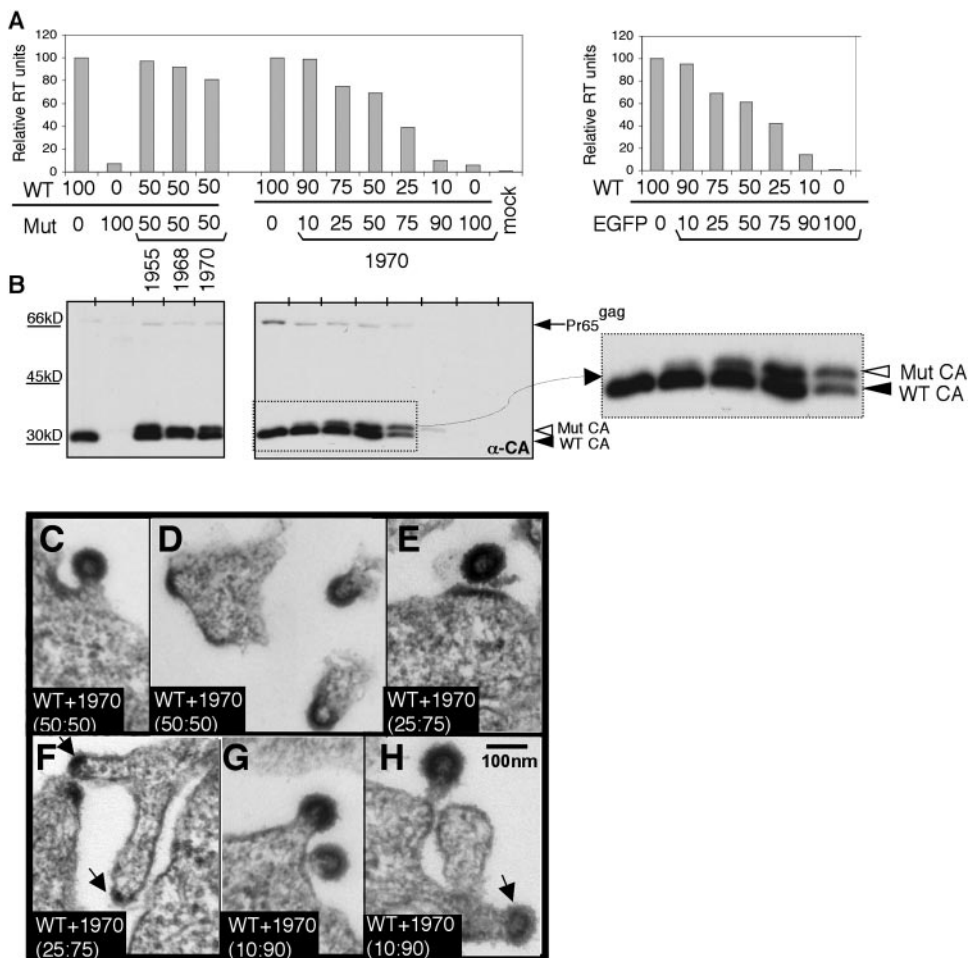 A
Relative RT units
120
100
80
60
40
20
0
WT 100 0 50 50 50 100 90 75 50 25 10 0
Mut 0 100 50 50 50 0 10 25 50 75 90 100 mock
1955 1968 1970
1970
Relative RT units
120
100
80
60
40
20
0
WT 100 90 75 50 25 10 0
EGFP 0 10 25 50 75 90 100
B
66kD
45kD
30kD
Pr65gag
Mut CA
WT CA
α-CA
Mut CA
WT CA
C
WT+1970
(50:50)
D
WT+1970
(50:50)
E
WT+1970
(25:75)
F
WT+1970
(25:75)
G
WT+1970
(10:90)
H
100nm
WT+1970
(10:90)